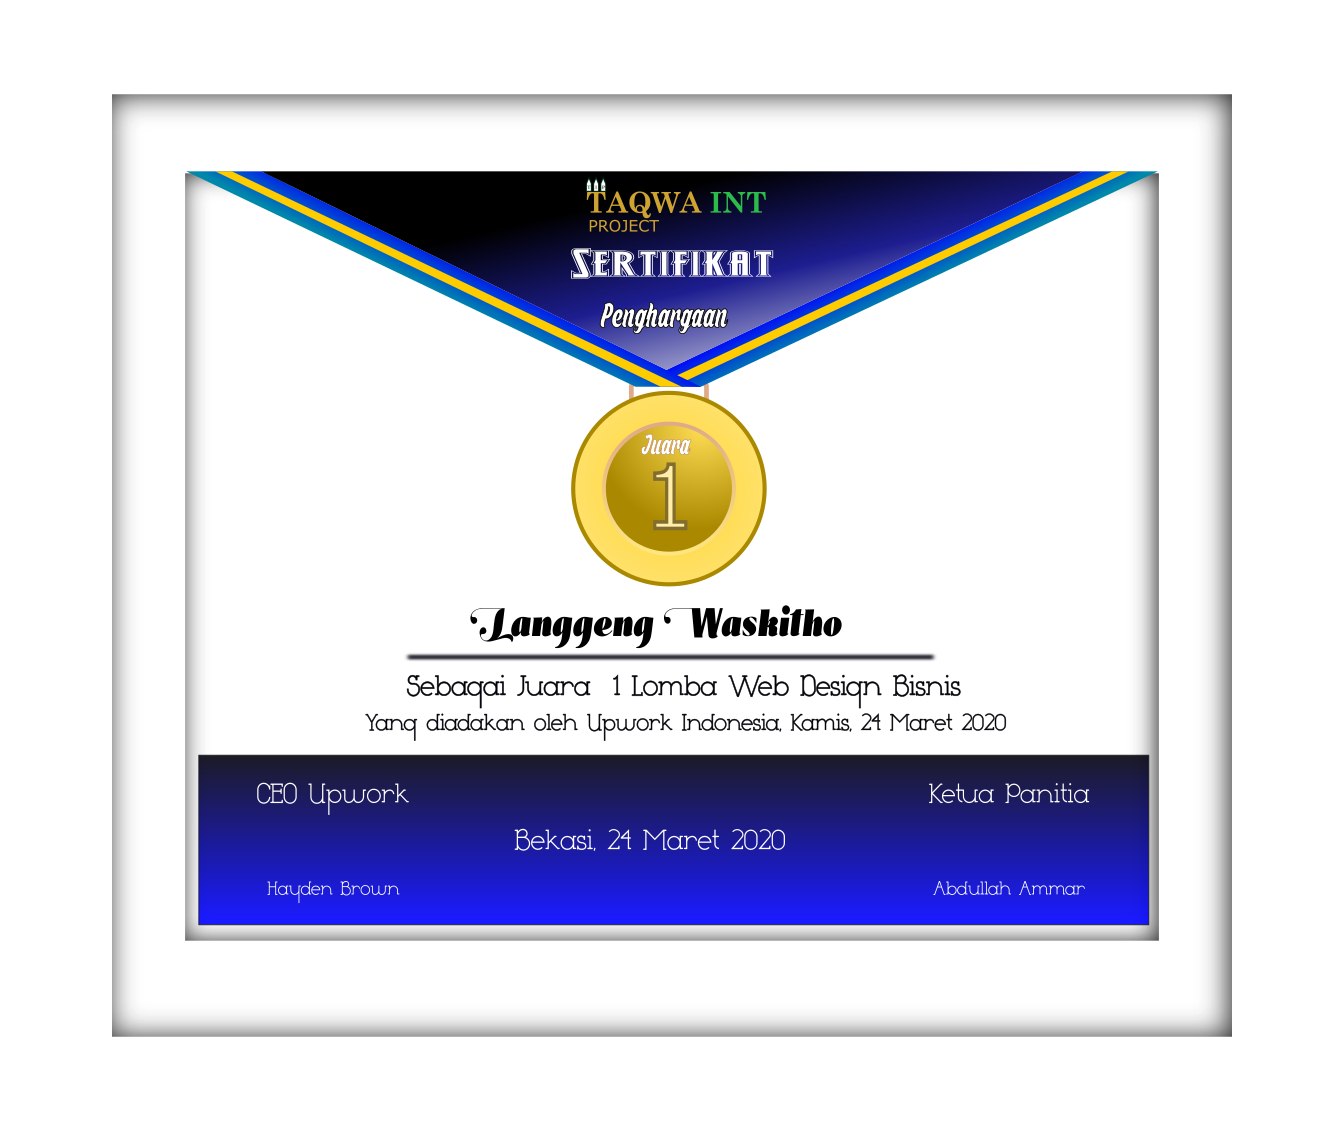 TAQWA INT
PROJECT
SERTIFIKAT
Penghargaan
Juara
1
Langgeng Waskitho
Sebagai Juara 1 Lomba Web Design Bisnis
Yang diadakan oleh Upwork Indonesia, Kamis, 24 Maret 2020
CEO Upwork
Ketua Panitia
Bekasi, 24 Maret 2020
Hayden Brown
Abdullah Ammar